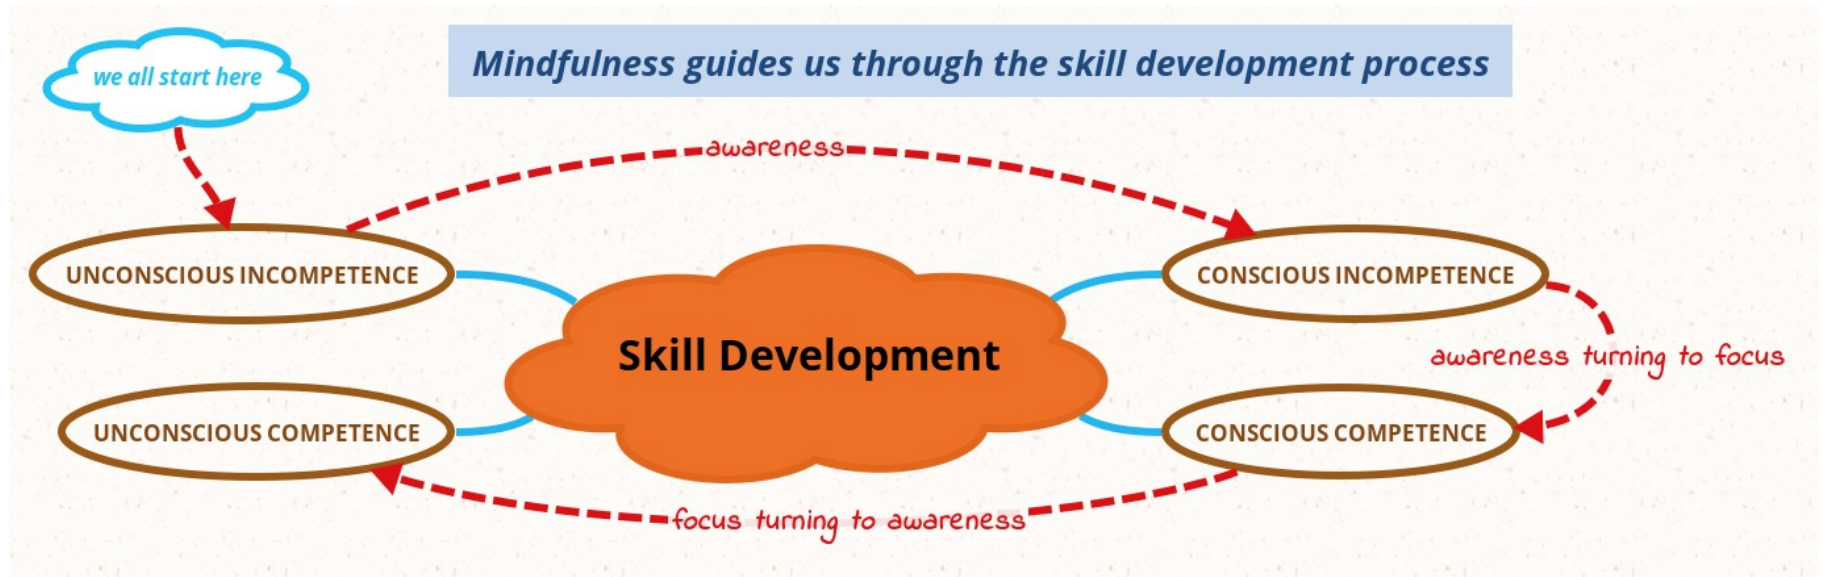 we all start here
Mindfulness guides us through the skill development process
awareness
UNCONSCIOUS INCOMPETENCE
CONSCIOUS INCOMPETENCE
Skill Development
awareness turning to focus
UNCONSCIOUS COMPETENCE
CONSCIOUS COMPETENCE
focus turning to awareness